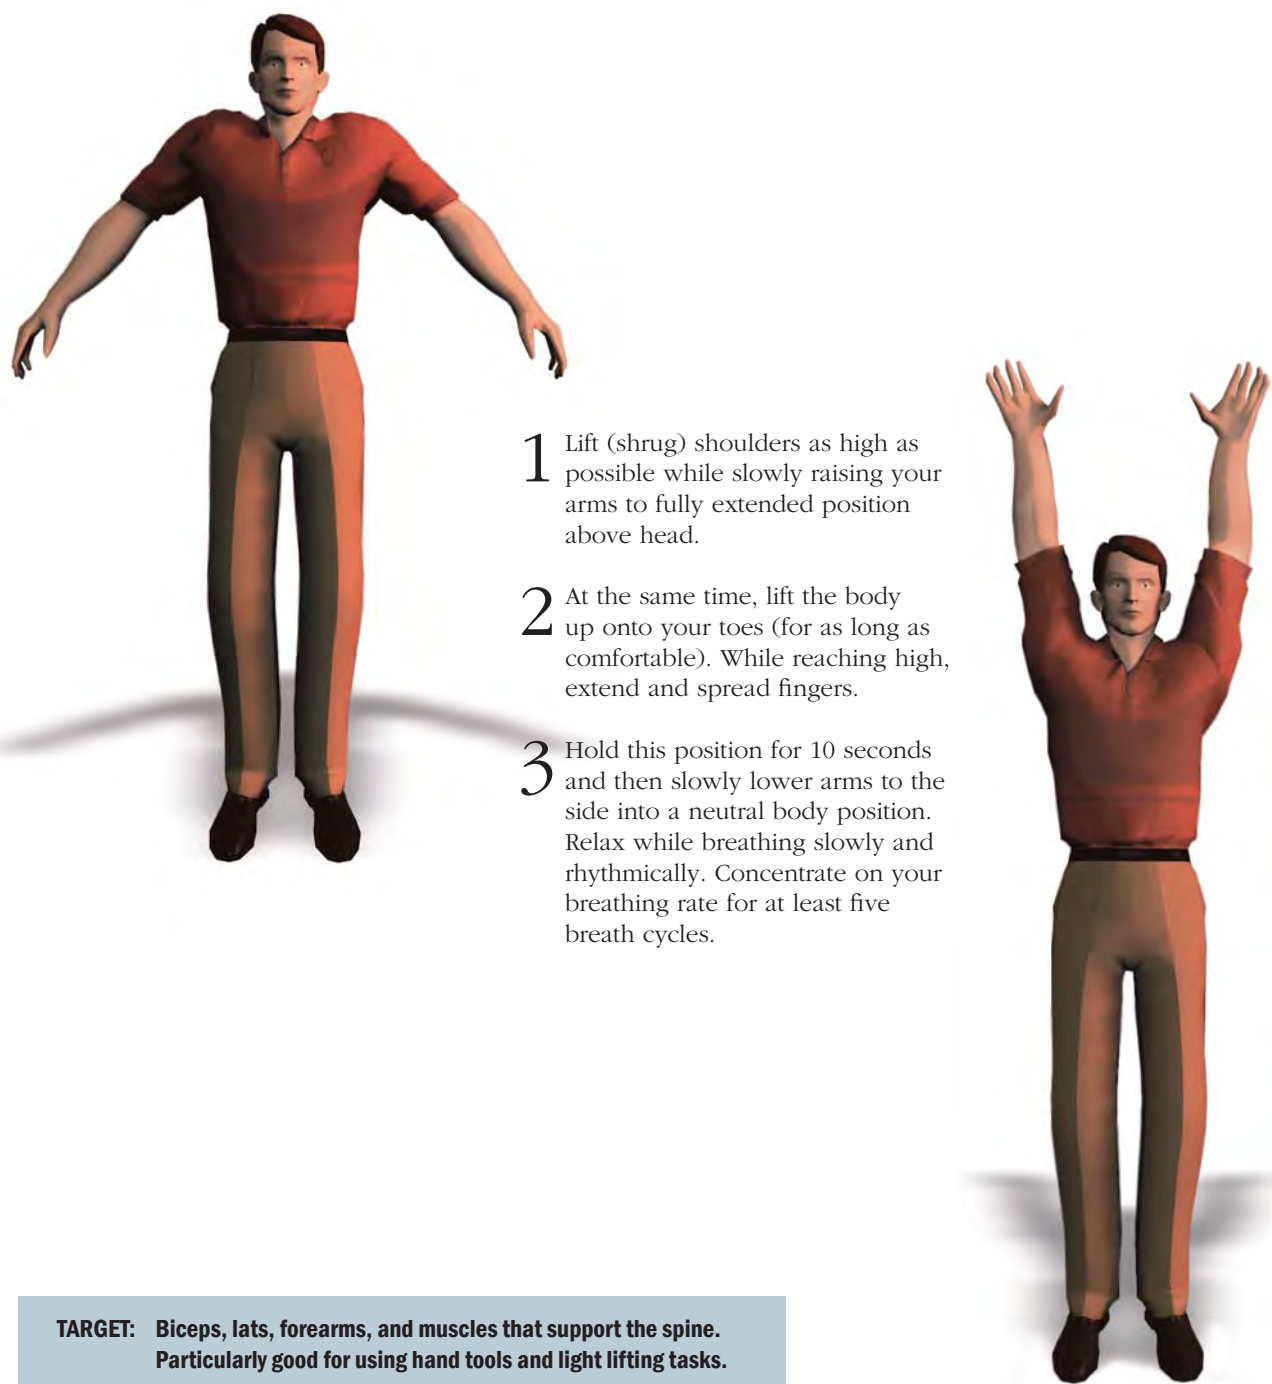 1 Lift (shrug) shoulders as high as
possible while slowly raising your
arms to fully extended position
above head.
2 At the same time, lift the body
up onto your toes (for as long as
comfortable). While reaching high,
extend and spread fingers.
3 Hold this position for 10 seconds
and then slowly lower arms to the
side into a neutral body position.
Relax while breathing slowly and
rhythmically. Concentrate on your
breathing rate for at least five
breath cycles.
TARGET: Biceps, lats, forearms, and muscles that support the spine.
Particularly good for using hand tools and light lifting tasks.